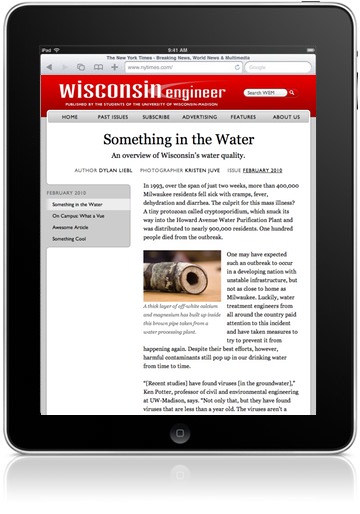 iPad
9:41 AM
The New York Times - Breaking News, World News & Multimedia
www.nytimes.com/
Google
wisconsin engineer
Search WEM
PUBLISHED BY THE STUDENTS OF THE UNIVERSITY OF WISCONSIN-MADISON
HOME PAST ISSUES SUBSCRIBE ADVERTISING FEATURES ABOUT US
Something in the Water
An overview of Wisconsin's water quality.
AUTHOR DYLAN LIEBL PHOTOGRAPHER KRISTEN JUVE ISSUE FEBRUARY 2010
FEBRUARY 2010
Something in the Water
On Campus: What a Vue
Awesome Article
Something Cool
In 1993, over the span of just two weeks, more than 400,000
Milwaukee residents fell sick with cramps, fever,
dehydration and diarrhea. The culprit for this mass illness?
A tiny protozoan called cryptosporidium, which snuck its
way into the Howard Avenue Water Purification Plant and
was distributed to nearly 900,000 residents. One hundred
people died from the outbreak.
A thick layer of off-white calcium
and magnesium has built up inside
this brown pipe taken from a
water processing plant.
One may have expected
such an outbreak to occur
in a developing nation with
unstable infrastructure, but
not as close to home as
Milwaukee. Luckily, water
treatment engineers from
all around the country paid
attention to this incident
and have taken measures to
try to prevent it from
happening again. Despite their best efforts, however,
harmful contaminants still pop up in our drinking water
from time to time.
"[Recent studies] have found viruses [in the groundwater],"
Ken Potter, professor of civil and environmental engineering
at UW-Madison, says. "Not only that, but they have found
viruses that are less than a year old. The viruses aren't a